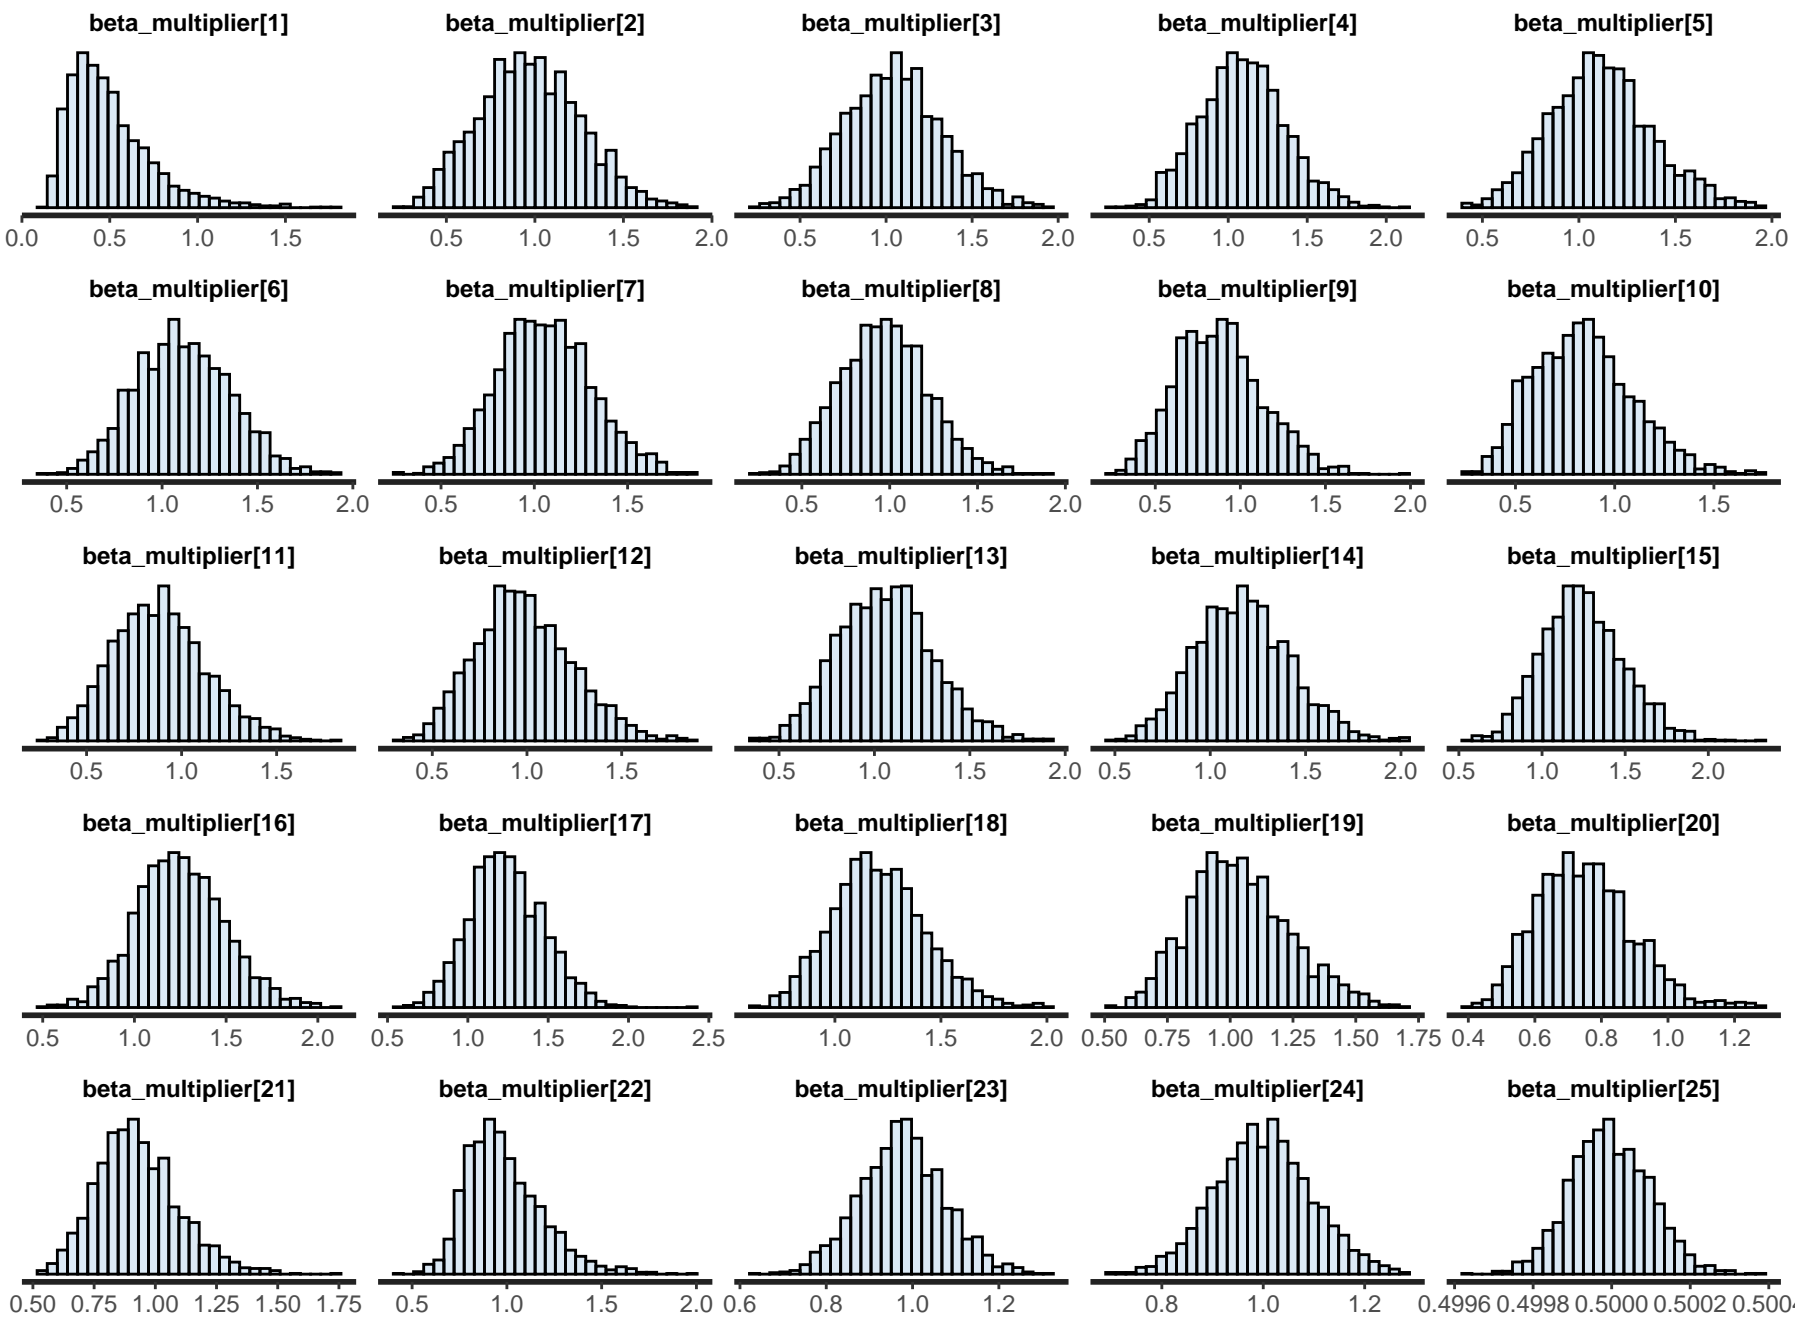 beta_multiplier[1] beta_multiplier[2] beta_multiplier[3] beta_multiplier[4] beta_multiplier[5]
0.0 0.5 1.0 1.5 0.5 1.0 1.5 2.0 0.5 1.0 1.5 2.0 0.5 1.0 1.5 2.0 0.5 1.0 1.5 2.0
beta_multiplier[6] beta_multiplier[7] beta_multiplier[8] beta_multiplier[9] beta_multiplier[10]
0.5 1.0 1.5 2.0 0.5 1.0 1.5 0.5 1.0 1.5 2.0 0.5 1.0 1.5 2.0 0.5 1.0 1.5
beta_multiplier[11] beta_multiplier[12] beta_multiplier[13] beta_multiplier[14] beta_multiplier[15]
0.5 1.0 1.5 0.5 1.0 1.5 0.5 1.0 1.5 2.0 0.5 1.0 1.5 2.0 0.5 1.0 1.5 2.0
beta_multiplier[16] beta_multiplier[17] beta_multiplier[18] beta_multiplier[19] beta_multiplier[20]
0.5 1.0 1.5 2.0 0.5 1.0 1.5 2.0 2.5 1.0 1.5 2.0 0.50 0.75 1.00 1.25 1.50 1.75 0.4 0.6 0.8 1.0 1.2
beta_multiplier[21] beta_multiplier[22] beta_multiplier[23] beta_multiplier[24] beta_multiplier[25]
0.50 0.75 1.00 1.25 1.50 1.75 0.5 1.0 1.5 2.0 0.6 0.8 1.0 1.2 0.8 1.0 1.2 0.4996 0.4998 0.5000 0.5002 0.5004